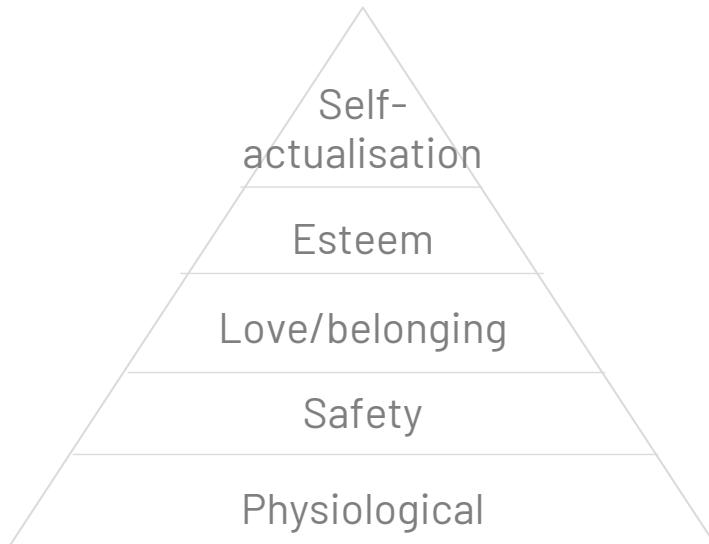 Self-
actualisation
Esteem
Love/belonging
Safety
Physiological